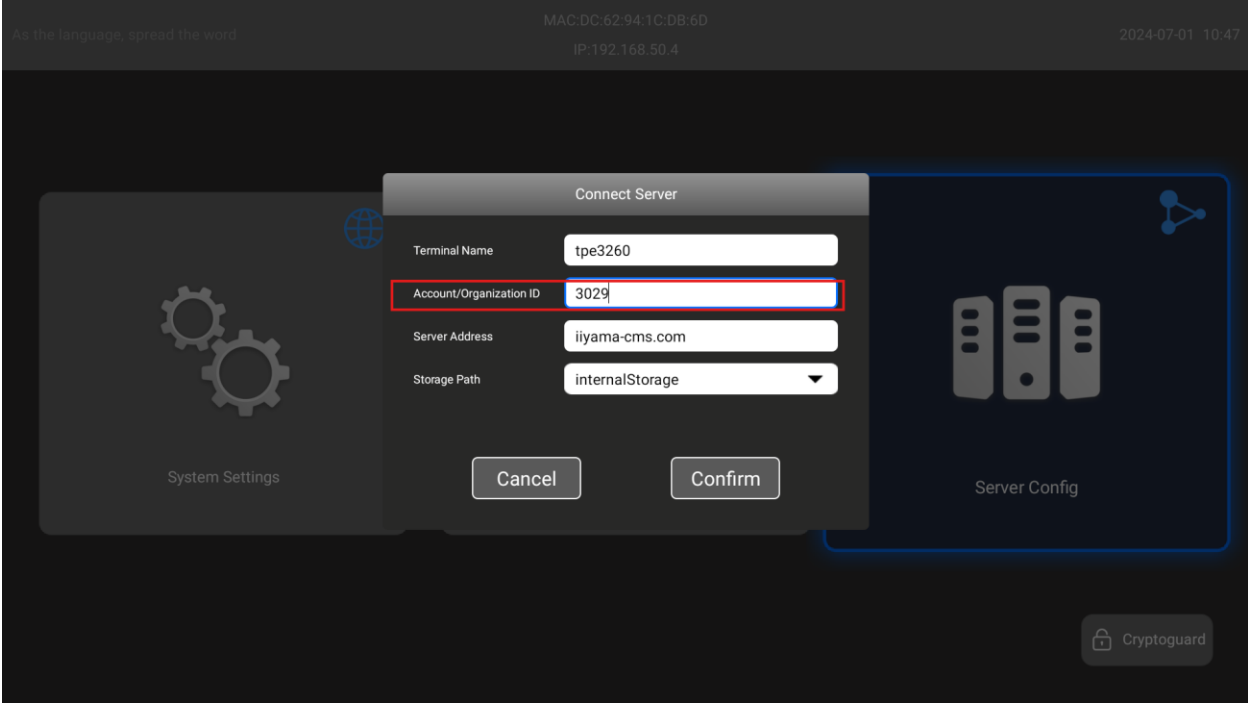 MAC:DC:62:94:1C:DB:6D
As the language, spread the word
2024-07-01 10:47
IP:192.168.50.4
Connect Server
Terminal Name tpe3260
Account/Organization ID 3029
Server Address iiyama-cms.com
Storage Path internalStorage
Cancel Confirm
System Settings
Server Config
Cryptoguard